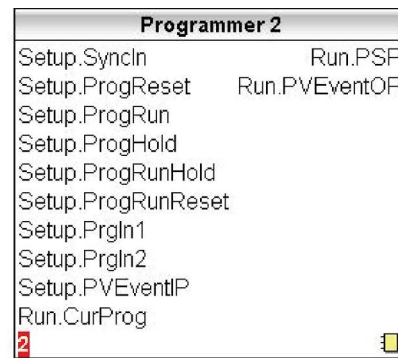 Programmer 2
Setup.SyncIn Run.PSP
Setup.ProgReset Run.PVEventOP
Setup.ProgRun
Setup.ProgHold
Setup.ProgRunHold
Setup.ProgRunReset
Setup.PrgIn1
Setup.PrgIn2
Setup.PVEventIP
Run.CurProg
2